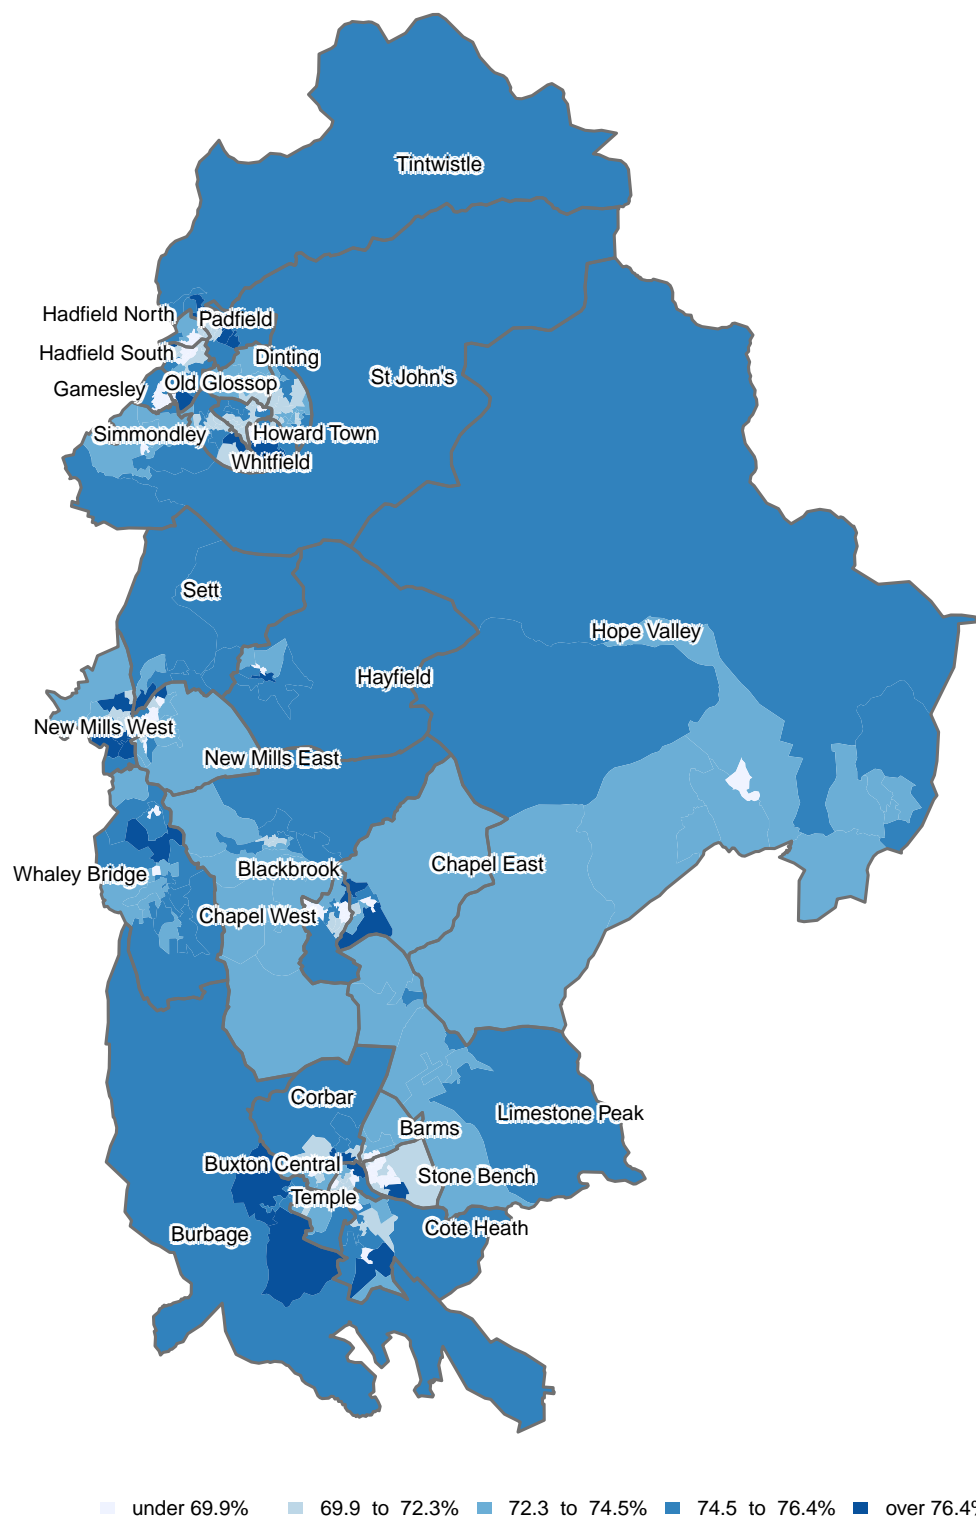 Tintwistle
Hadfield North
Padfield
Hadfield South
Dinting
St John's
Gamesley
Old Glossop
Simmondley
Howard Town
Whitfield
Sett
Hope Valley
Hayfield
New Mills West
New Mills East
Whaley Bridge
Blackbrook
Chapel East
Chapel West
Corbar
Limestone Peak
Barms
Buxton Central
Stone Bench
Temple
Burbage
Cote Heath
under 69.9% 69.9 to 72.3% 72.3 to 74.5% 74.5 to 76.4% over 76.4%